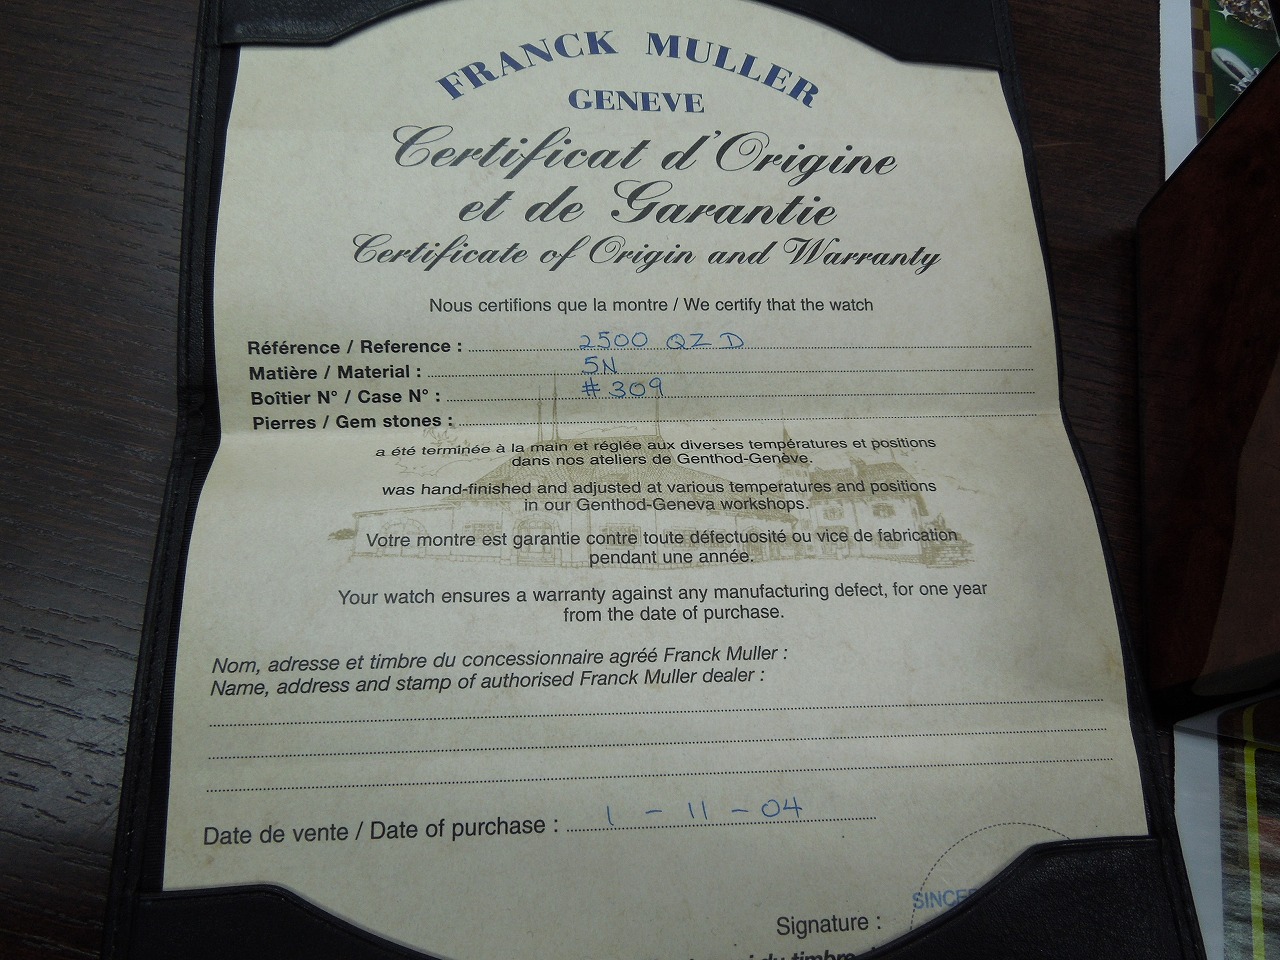 FRANCK MULLER
GENEVE
Certificat d'Origine
et de Garantie
Certificate of Origin and Warranty
Nous certifions que la montre / We certify that the watch
Référence / Reference : 2500 QZ D
Matière / Material : 5N
Boîtier N° / Case N° : # 309
Pierres / Gem stones :
a été terminée à la main et réglée aux diverses températures et positions
dans nos ateliers de Genthod-Genève.
was hand-finished and adjusted at various temperatures and positions
in our Genthod-Geneva workshops.
Votre montre est garantie contre toute défectuosité ou vice de fabrication
pendant une année.
Your watch ensures a warranty against any manufacturing defect, for one year
from the date of purchase.
Nom, adresse et timbre du concessionnaire agréé Franck Muller :
Name, address and stamp of authorised Franck Muller dealer :
Date de vente / Date of purchase : 1 - 11 - 04
Signature :
du timbre